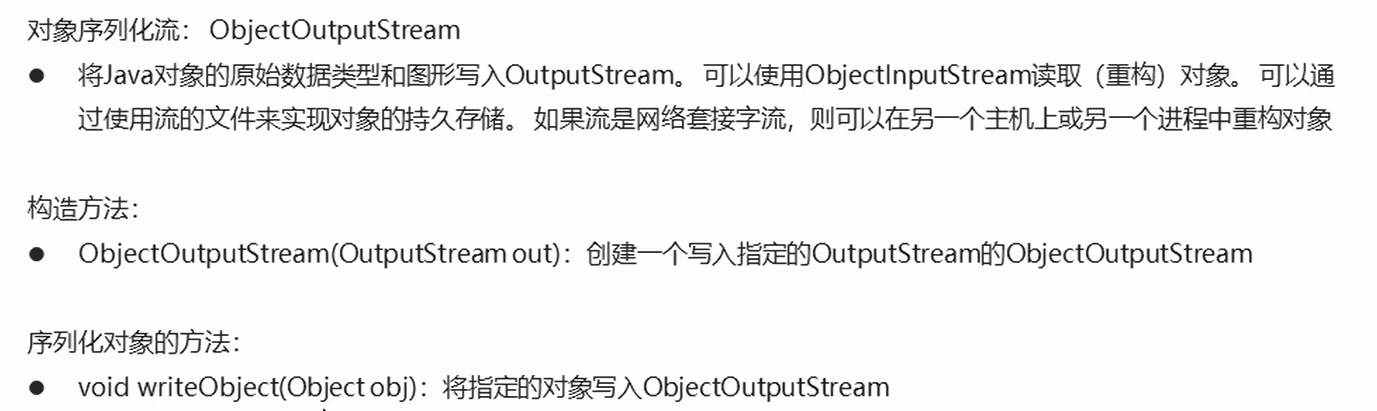 对象序列化流： ObjectOutputStream
● 将Java对象的原始数据类型和图形写入OutputStream。 可以使用ObjectInputStream读取（重构）对象。 可以通
过使用流的文件来实现对象的持久存储。 如果流是网络套接字流，则可以在另一个主机上或另一个进程中重构对象
构造方法：
● ObjectOutputStream(OutputStream out)：创建一个写入指定的OutputStream的ObjectOutputStream
序列化对象的方法：
● void writeObject(Object obj)：将指定的对象写入ObjectOutputStream